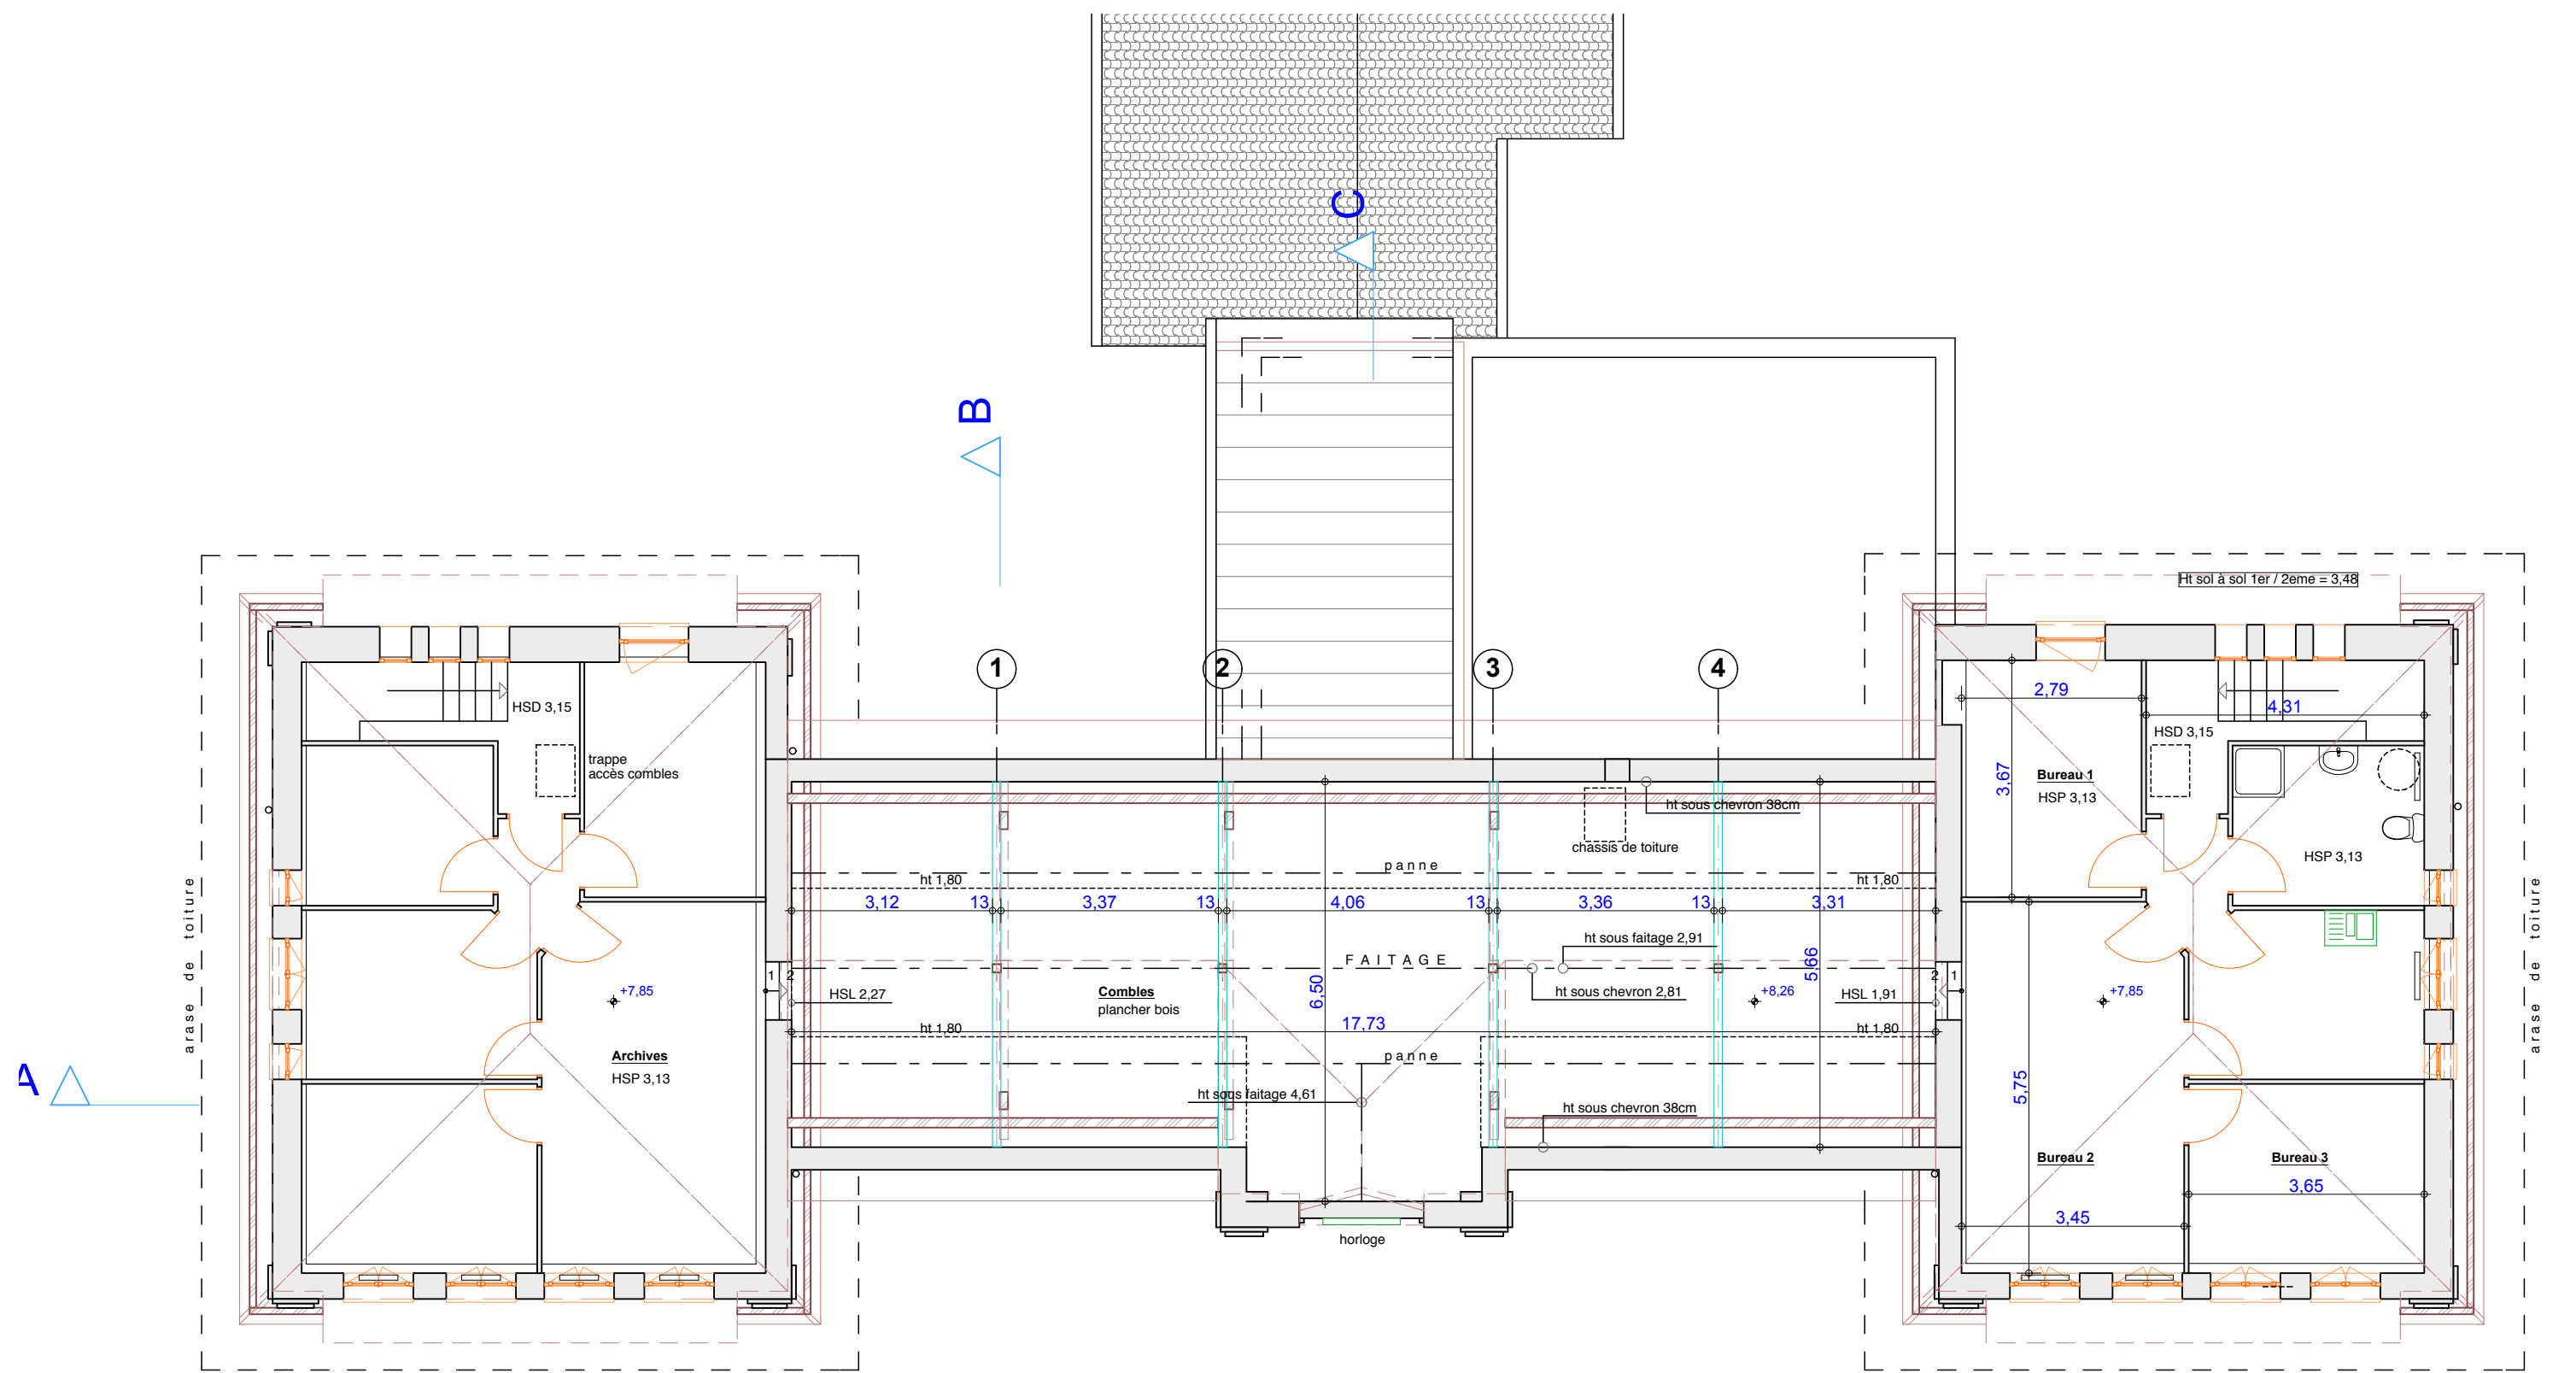 C
B
Ht sol à sol 1er / 2eme = 3,48
1
2
3
4
HSD 3,15
trappe
accès combles
2,79
4,31
HSD 3,15
3,67
Bureau 1
HSP 3,13
HSP 3,13
ht sous chevron 38cm
chassis de toiture
panne
ht 1,80
ht 1,80
3,12
13
3,37
13
4,06
13
3,36
13
3,31
arase de toiture
arase de toiture
ht sous faitage 2,91
FAITAGE
5,66
1
2
2
1
+7,85
HSL 2,27
Combles
plancher bois
6,50
ht sous chevron 2,81
+8,26
HSL 1,91
+7,85
17,73
ht 1,80
ht 1,80
Archives
HSP 3,13
panne
A
ht sous faitage 4,61
ht sous chevron 38cm
5,75
Bureau 2
Bureau 3
3,65
3,45
horloge